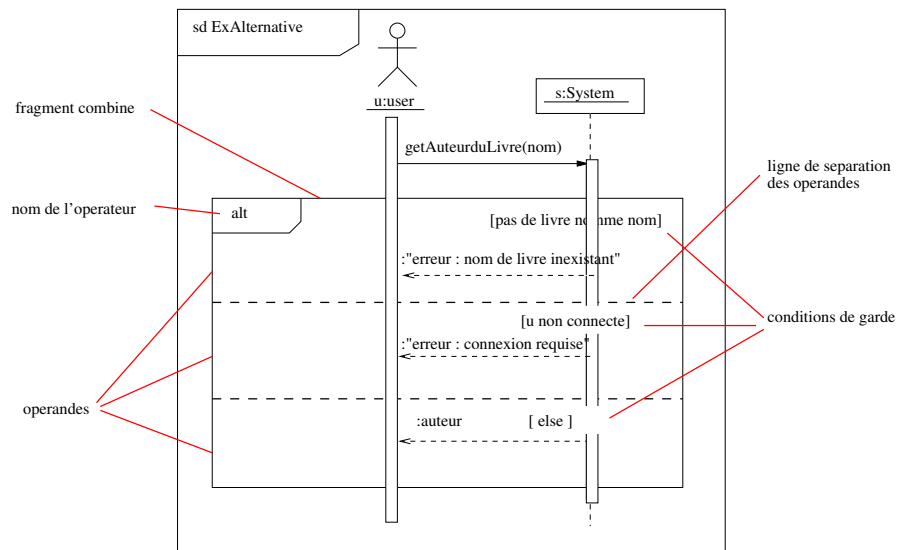 sd ExAlternative
u:user
s:System
fragment combine
getAuteurduLivre(nom)
ligne de separation
des operandes
nom de l'operateur
alt
[pas de livre nomme nom]
:"erreur : nom de livre inexistant"
[u non connecte]
conditions de garde
:"erreur : connexion requise"
operandes
:auteur
[ else ]